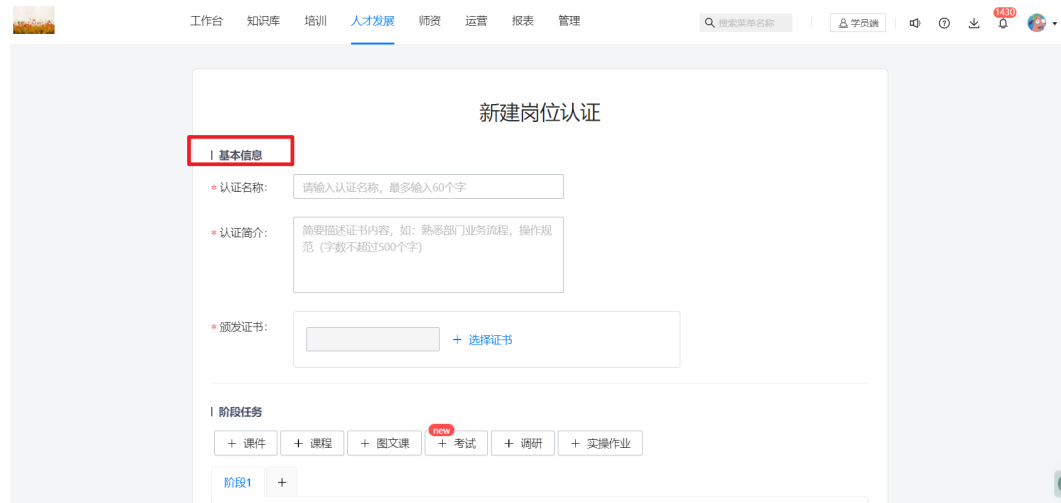 工作台 知识库 培训 人才发展 师资 运营 报表 管理 搜索菜单名称 学员端 1430
新建岗位认证
基本信息
* 认证名称: 请输入认证名称，最多输入60个字
* 认证简介: 简要描述证书内容，如：熟悉部门业务流程，操作规
范（字数不超过500个字）
* 颁发证书: + 选择证书
阶段任务
new
+ 课件 + 课程 + 图文课 + 考试 + 调研 + 实操作业
阶段1 +